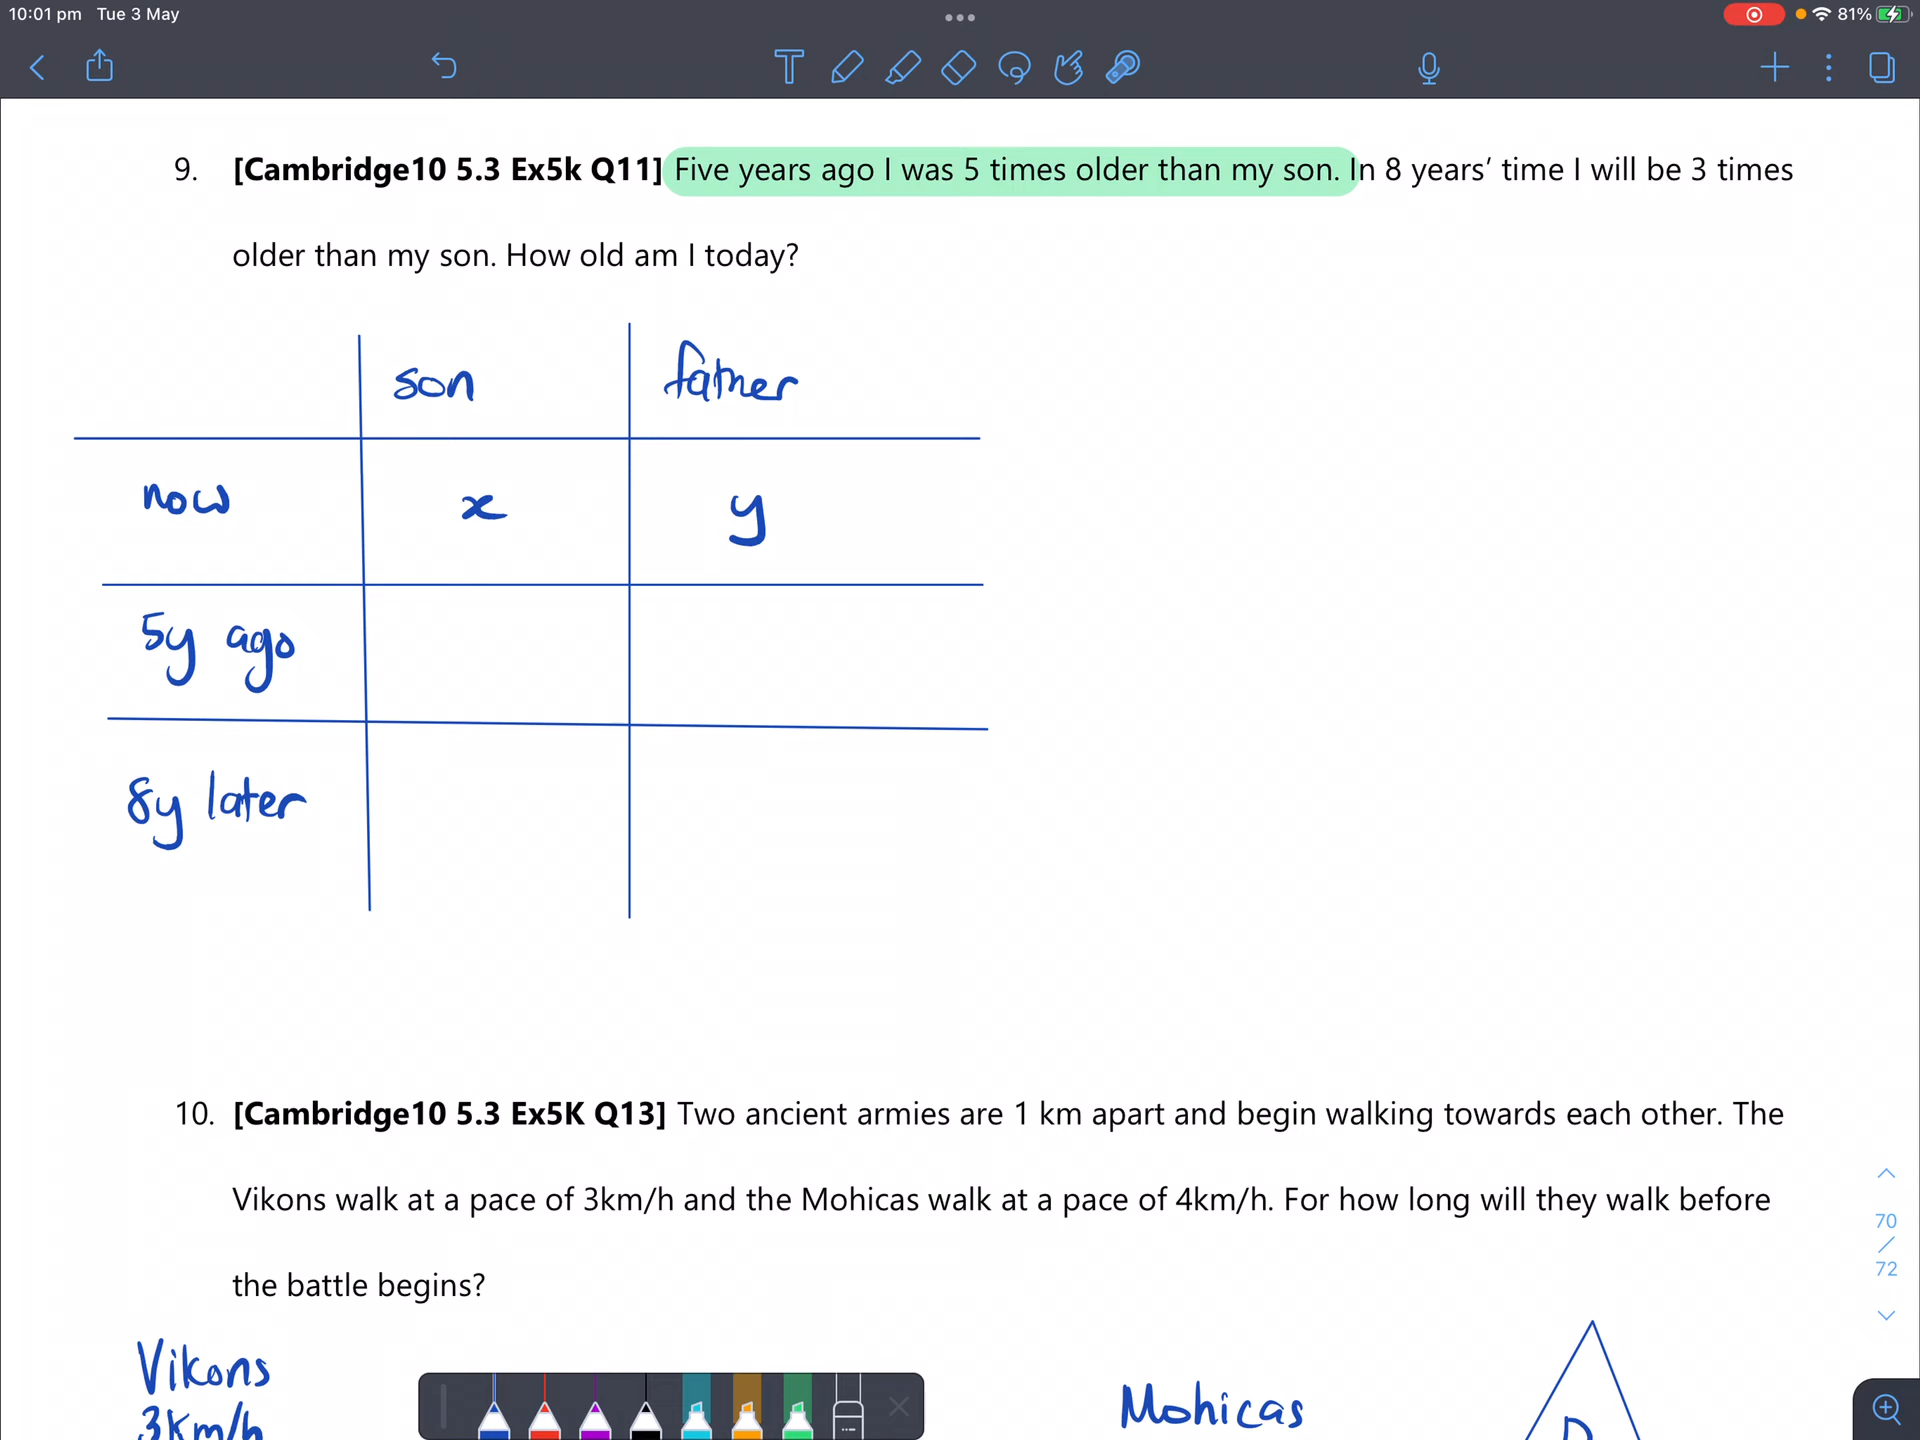 10:01 pm Tue 3 May
81%
9. [Cambridge10 5.3 Ex5k Q11] Five years ago I was 5 times older than my son. In 8 years’ time I will be 3 times
older than my son. How old am I today?
son father
now x y
5y ago
8y later
10. [Cambridge10 5.3 Ex5K Q13] Two ancient armies are 1 km apart and begin walking towards each other. The
Vikons walk at a pace of 3km/h and the Mohicas walk at a pace of 4km/h. For how long will they walk before
the battle begins?
70
/
72
Vikons
3km/h
Mohicas
D